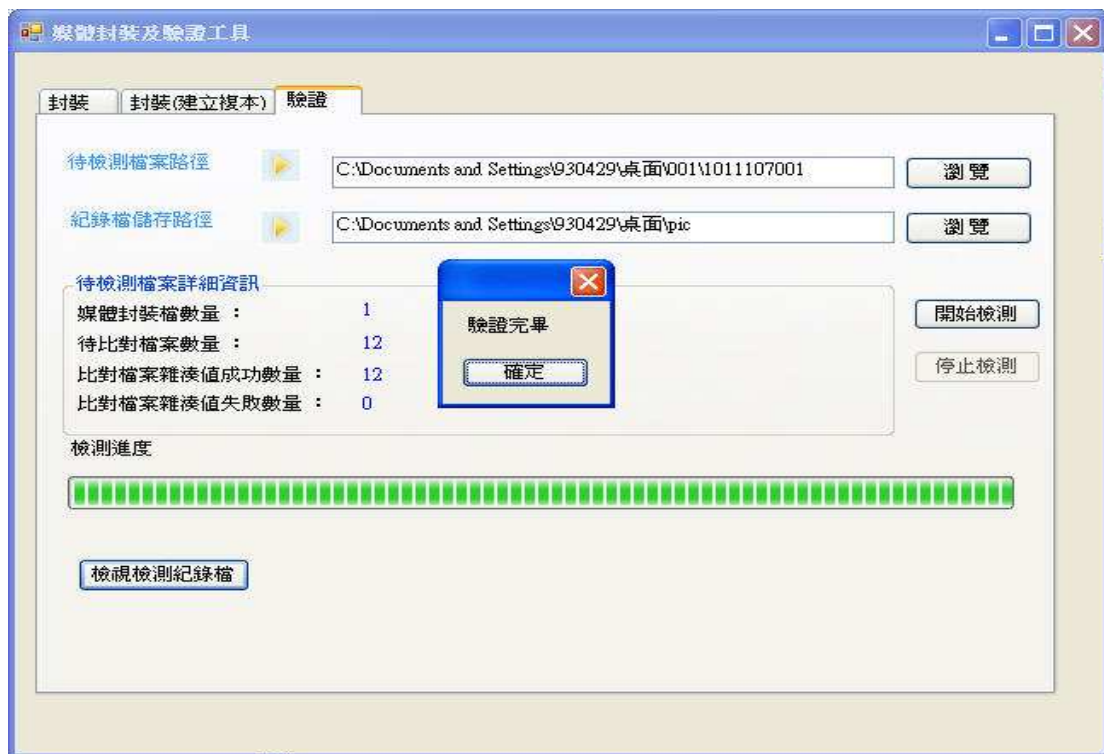 媒體封裝及驗證工具
封裝 封裝(建立複本) 驗證
待檢測檔案路徑 C:\Documents and Settings\930429\桌面\001\1011107001 瀏覽
紀錄檔儲存路徑 C:\Documents and Settings\930429\桌面\pic 瀏覽
待檢測檔案詳細資訊
媒體封裝檔數量 : 1
待比對檔案數量 : 12
比對檔案雜湊值成功數量 : 12
比對檔案雜湊值失敗數量 : 0
驗證完畢
確定
開始檢測
停止檢測
檢測進度
檢視檢測紀錄檔